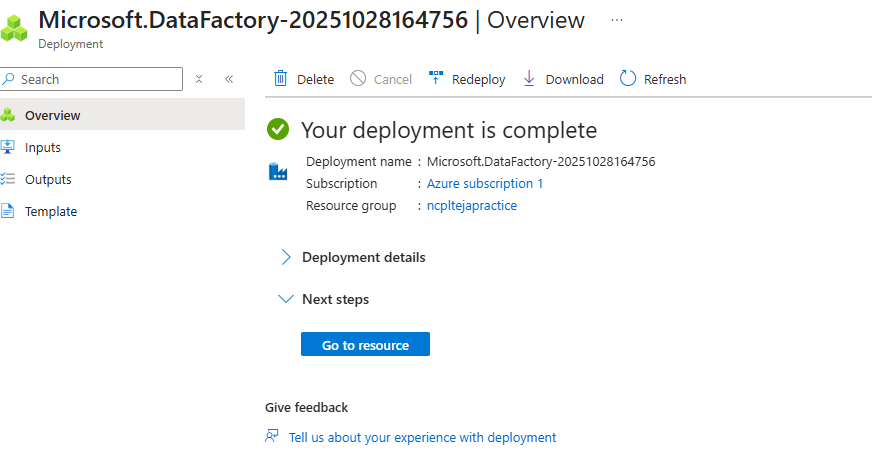 Microsoft.DataFactory-20251028164756 | Overview ...
Deployment
Search
Delete Cancel Redeploy Download Refresh
Overview
Inputs
Outputs
Template
Your deployment is complete
Deployment name : Microsoft.DataFactory-20251028164756
Subscription : Azure subscription 1
Resource group : ncpltejapractice
Deployment details
Next steps
Go to resource
Give feedback
Tell us about your experience with deployment